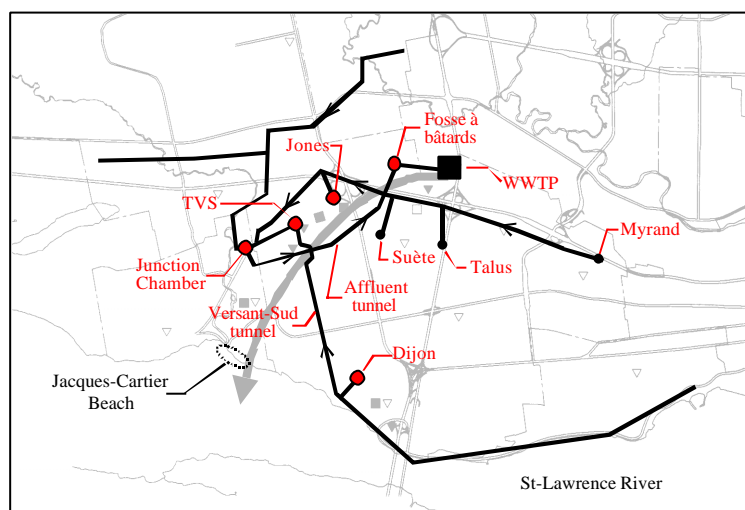 Fosse à
bâtards
Jones
WWTP
TVS
Myrand
Junction
Chamber
Suète
Talus
Affluent
tunnel
Versant-Sud
tunnel
Dijon
Jacques-Cartier
Beach
St-Lawrence River